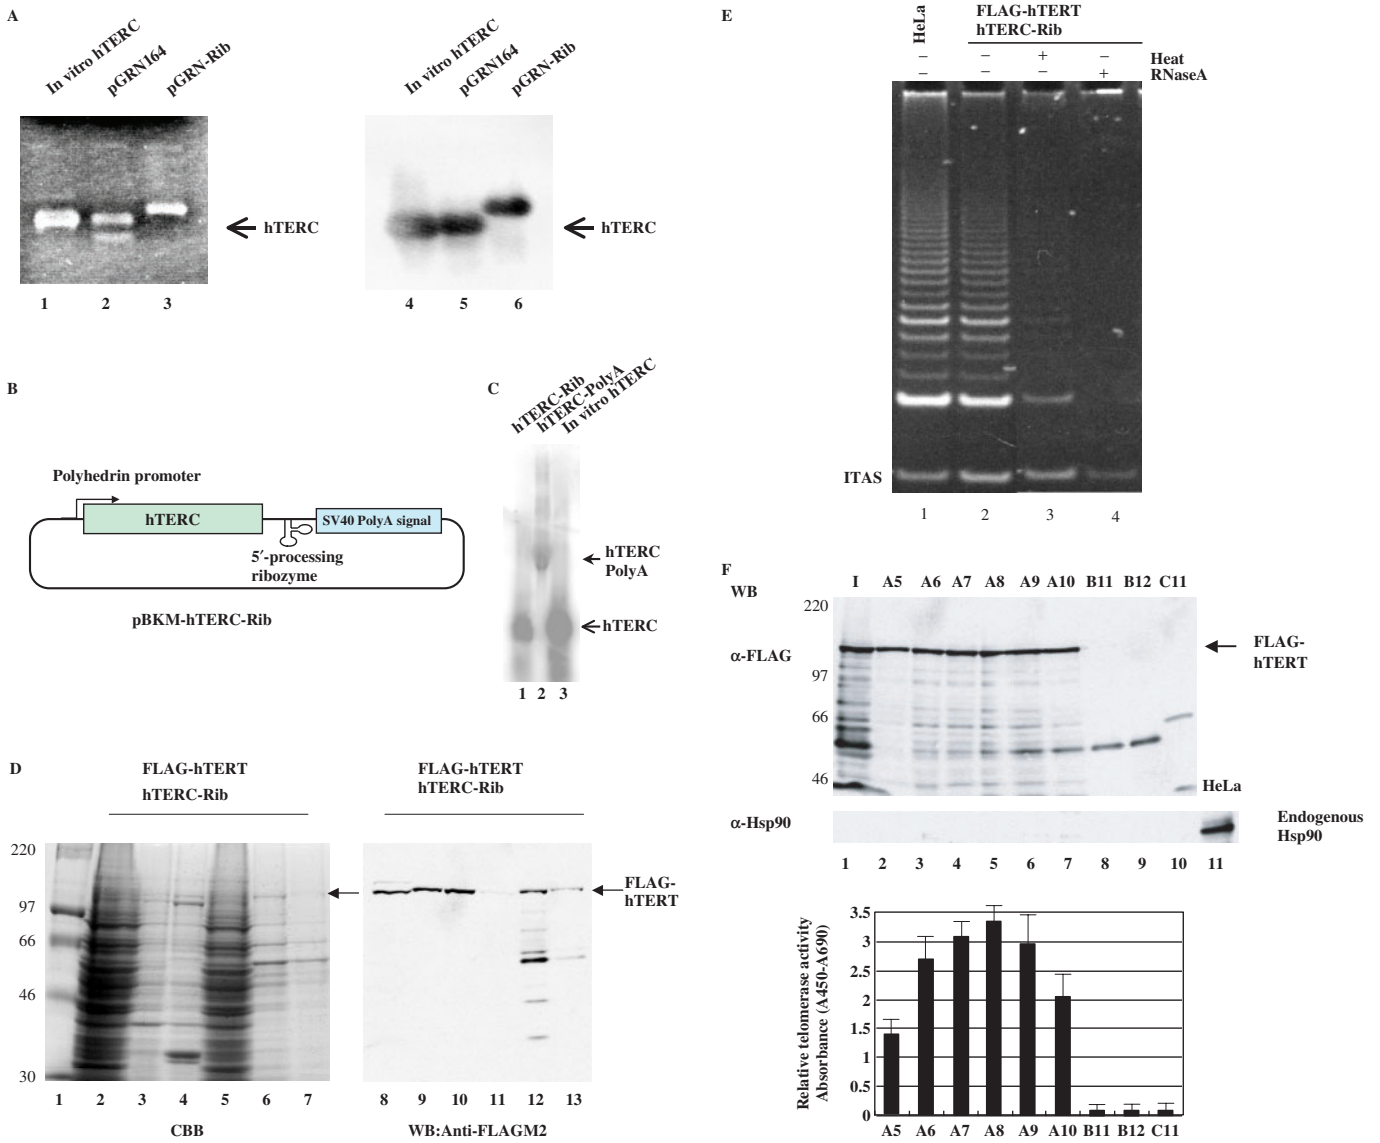 A
In vitro hTERC
pGRN164
pGRN-Rib
In vitro hTERC
pGRN164
pGRN-Rib
hTERC
hTERC
1 2 3
4 5 6
B
Polyhedrin promoter
hTERC
SV40 PolyA signal
5′-processing
ribozyme
pBKM-hTERC-Rib
C
hTERC-Rib
hTERC-PolyA
In vitro hTERC
hTERC
PolyA
hTERC
1 2 3
D
FLAG-hTERT
hTERC-Rib
FLAG-hTERT
hTERC-Rib
220
97
66
46
30
FLAG-
hTERT
1 2 3 4 5 6 7
8 9 10 11 12 13
CBB
WB:Anti-FLAGM2
E
HeLa
FLAG-hTERT
hTERC-Rib
– – + – Heat
– – – + RNaseA
ITAS
1 2 3 4
F
WB
I A5 A6 A7 A8 A9 A10 B11 B12 C11
220
α-FLAG
97
66
46
FLAG-
hTERT
HeLa
α-Hsp90
Endogenous
Hsp90
1 2 3 4 5 6 7 8 9 10 11
Relative telomerase activity
Absorbance (A450-A690)
3.5
3
2.5
2
1.5
1
0.5
0
A5 A6 A7 A8 A9 A10 B11 B12 C11